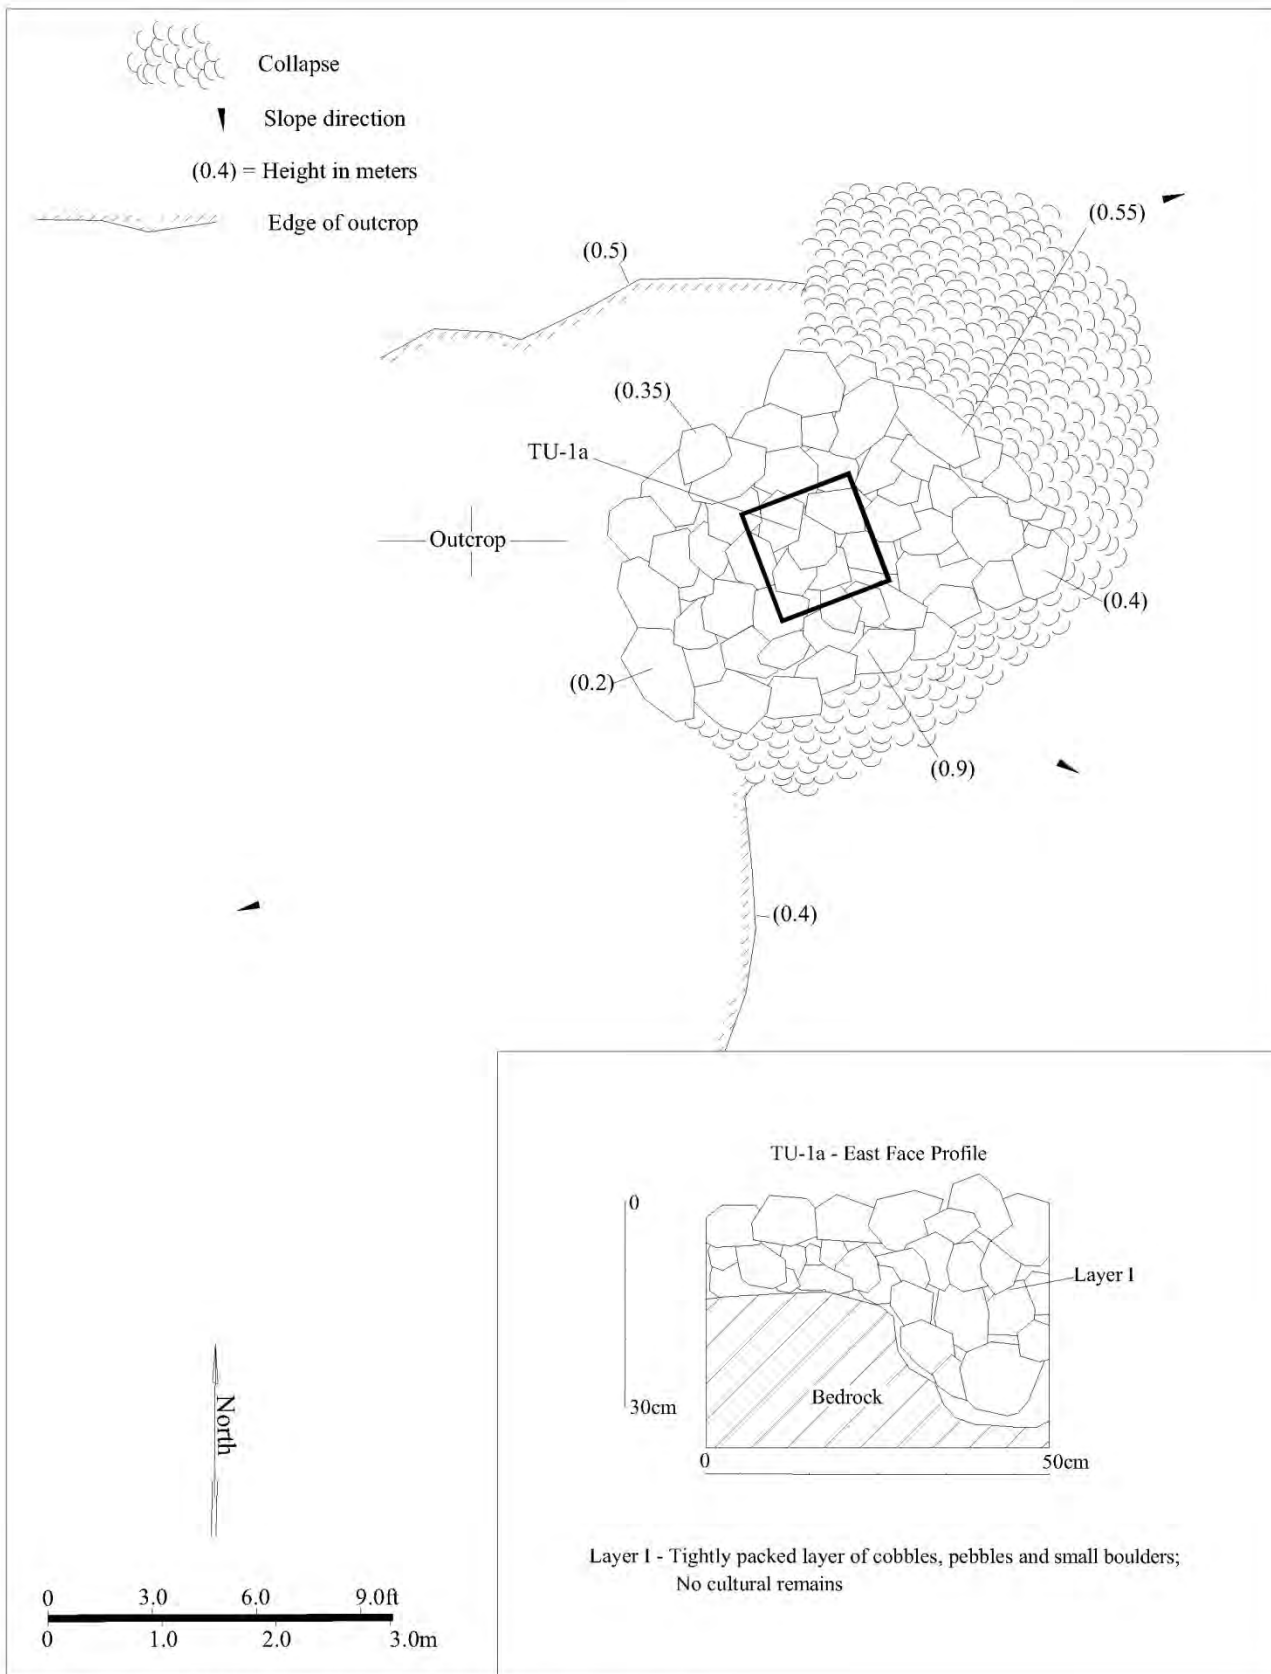 Collapse
Slope direction
(0.4) = Height in meters
Edge of outcrop
(0.55)
(0.5)
(0.35)
TU-1a
Outcrop
(0.4)
(0.2)
(0.9)
(0.4)
North
0 3.0 6.0 9.0ft
0 1.0 2.0 3.0m
TU-1a - East Face Profile
0
Layer I
Bedrock
30cm
0 50cm
Layer I - Tightly packed layer of cobbles, pebbles and small boulders;
No cultural remains